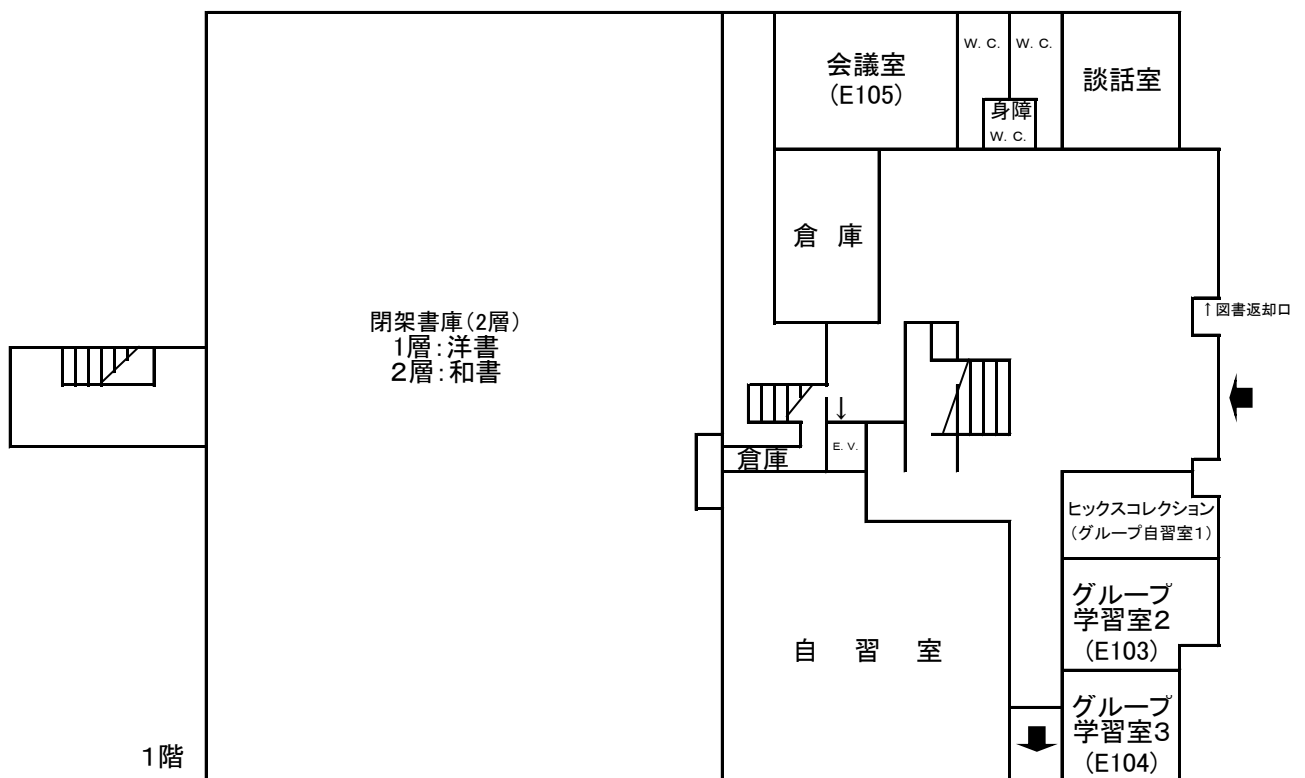 W. C.
W. C.
会議室
(E105)
談話室
身障
W. C.
倉 庫
↑図書返却口
閉架書庫(2層)
1層:洋書
2層:和書
↓
E. V.
倉庫
ヒックスコレクション
(グループ自習室1)
グループ
学習室2
(E103)
自 習 室
グループ
学習室3
(E104)
1階